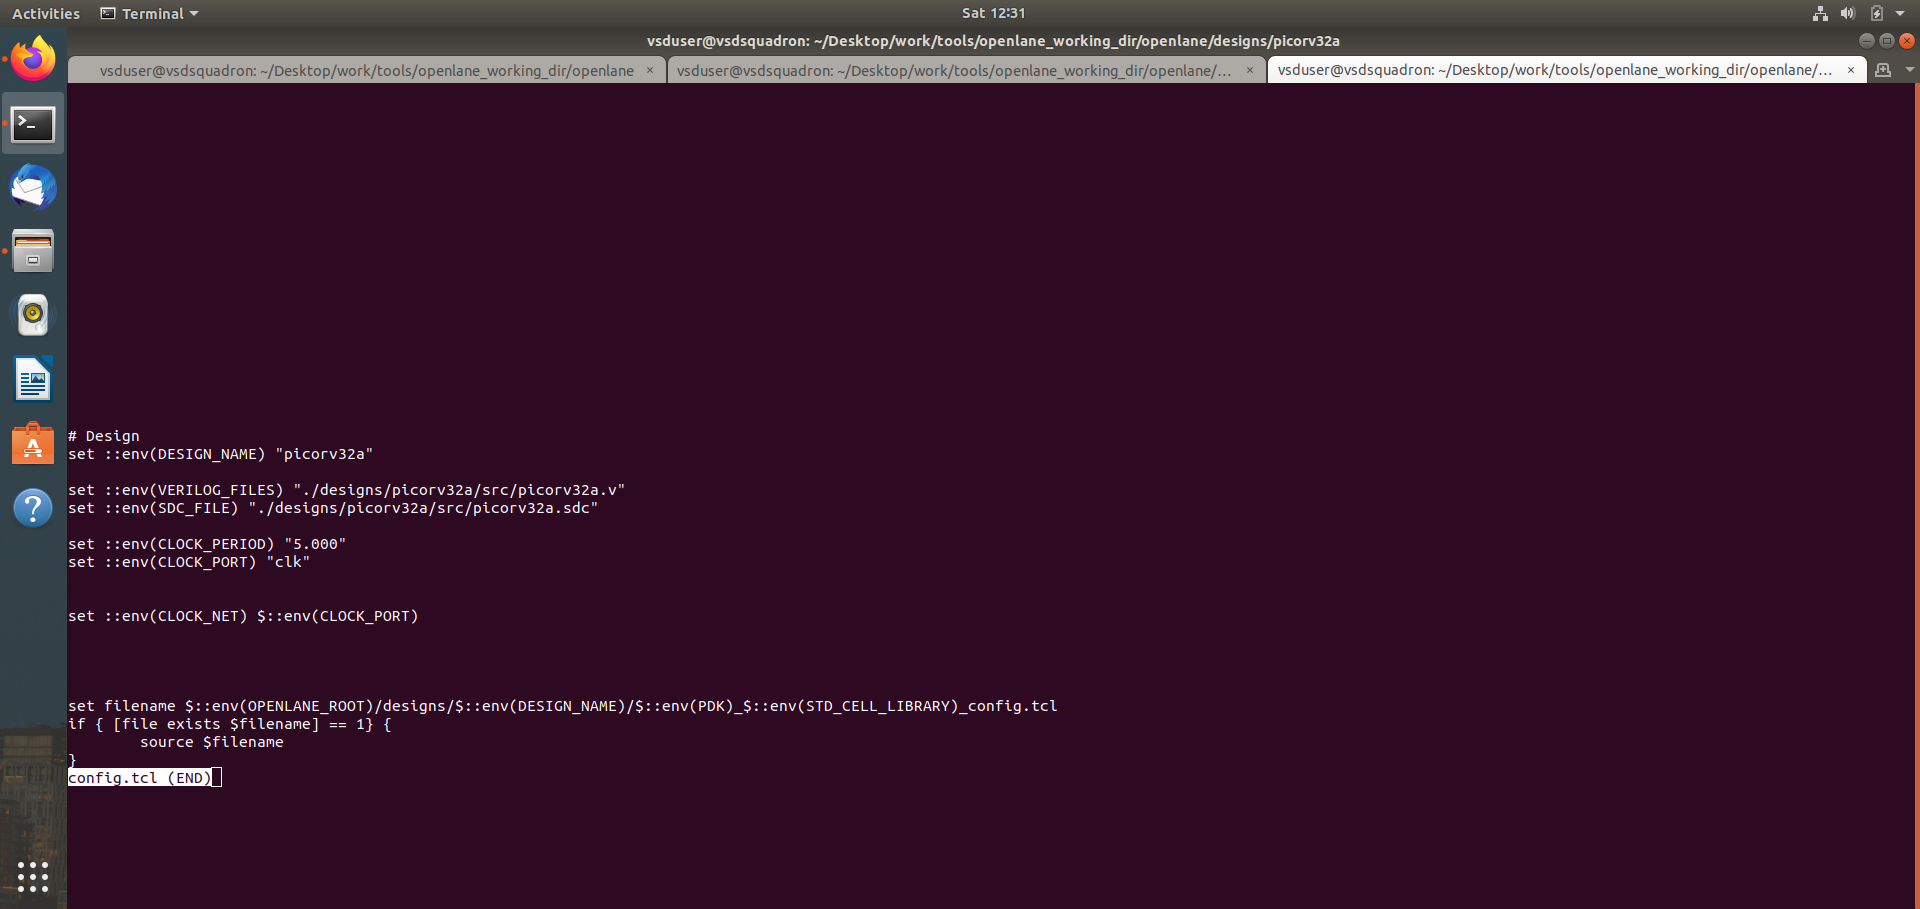 Activities
Terminal
Sat 12:31
vsduser@vsdsquadron: ~/Desktop/work/tools/openlane_working_dir/openlane/designs/picorv32a
vsduser@vsdsquadron: ~/Desktop/work/tools/openlane_working_dir/openlane ×
vsduser@vsdsquadron: ~/Desktop/work/tools/openlane_working_dir/openlane/... ×
vsduser@vsdsquadron: ~/Desktop/work/tools/openlane_working_dir/openlane/... ×
# Design
set ::env(DESIGN_NAME) "picorv32a"
set ::env(VERILOG_FILES) "./designs/picorv32a/src/picorv32a.v"
set ::env(SDC_FILE) "./designs/picorv32a/src/picorv32a.sdc"
set ::env(CLOCK_PERIOD) "5.000"
set ::env(CLOCK_PORT) "clk"
set ::env(CLOCK_NET) $::env(CLOCK_PORT)
set filename $::env(OPENLANE_ROOT)/designs/$::env(DESIGN_NAME)/$::env(PDK)_$::env(STD_CELL_LIBRARY)_config.tcl
if { [file exists $filename] == 1} {
source $filename
}
config.tcl (END)